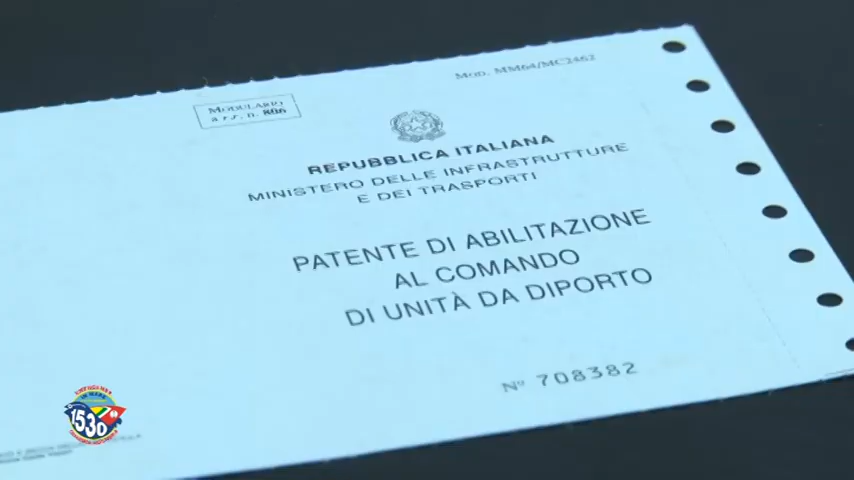 Mod. MM64/MC2462
MODULARIO
a r.f. n. 806
REPUBBLICA ITALIANA
MINISTERO DELLE INFRASTRUTTURE
E DEI TRASPORTI
PATENTE DI ABILITAZIONE
AL COMANDO
DI UNITÀ DA DIPORTO
N° 708382
1530